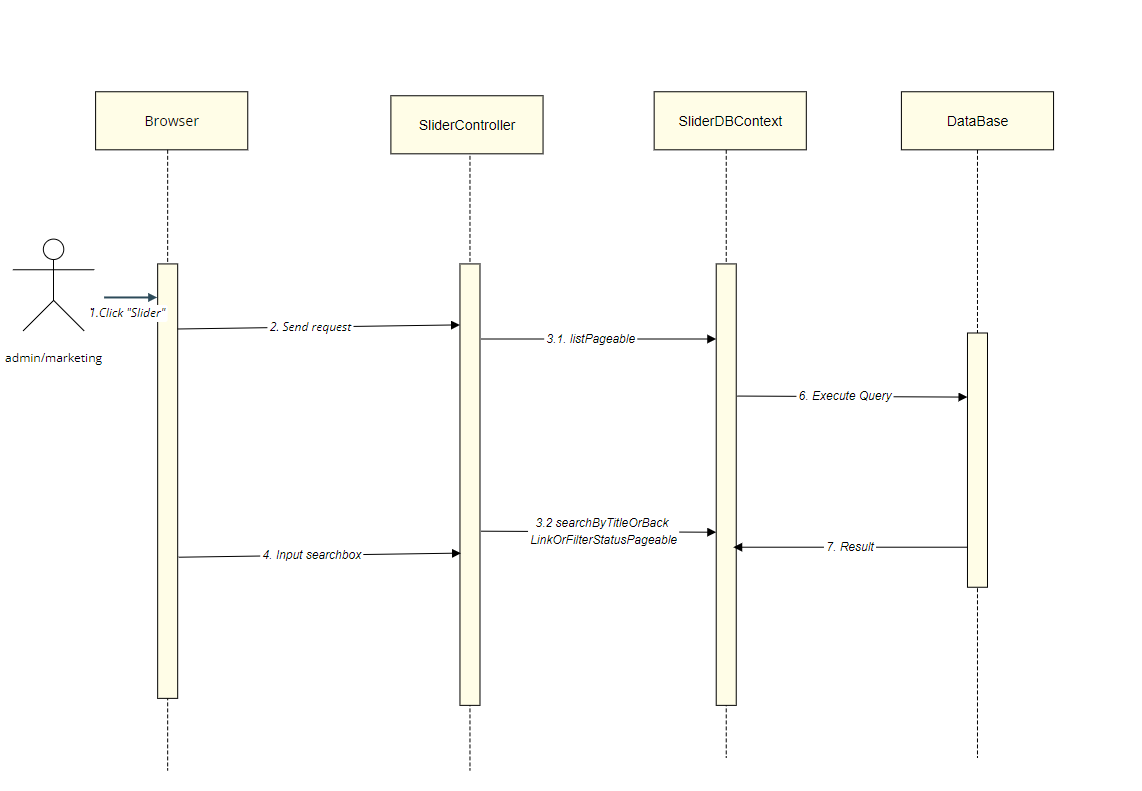 Browser
SliderController
SliderDBContext
DataBase
1.Click "Slider"
2. Send request
3.1. listPageable
admin/marketing
6. Execute Query
3.2 searchByTitleOrBack
LinkOrFilterStatusPageable
4. Input searchbox
7. Result